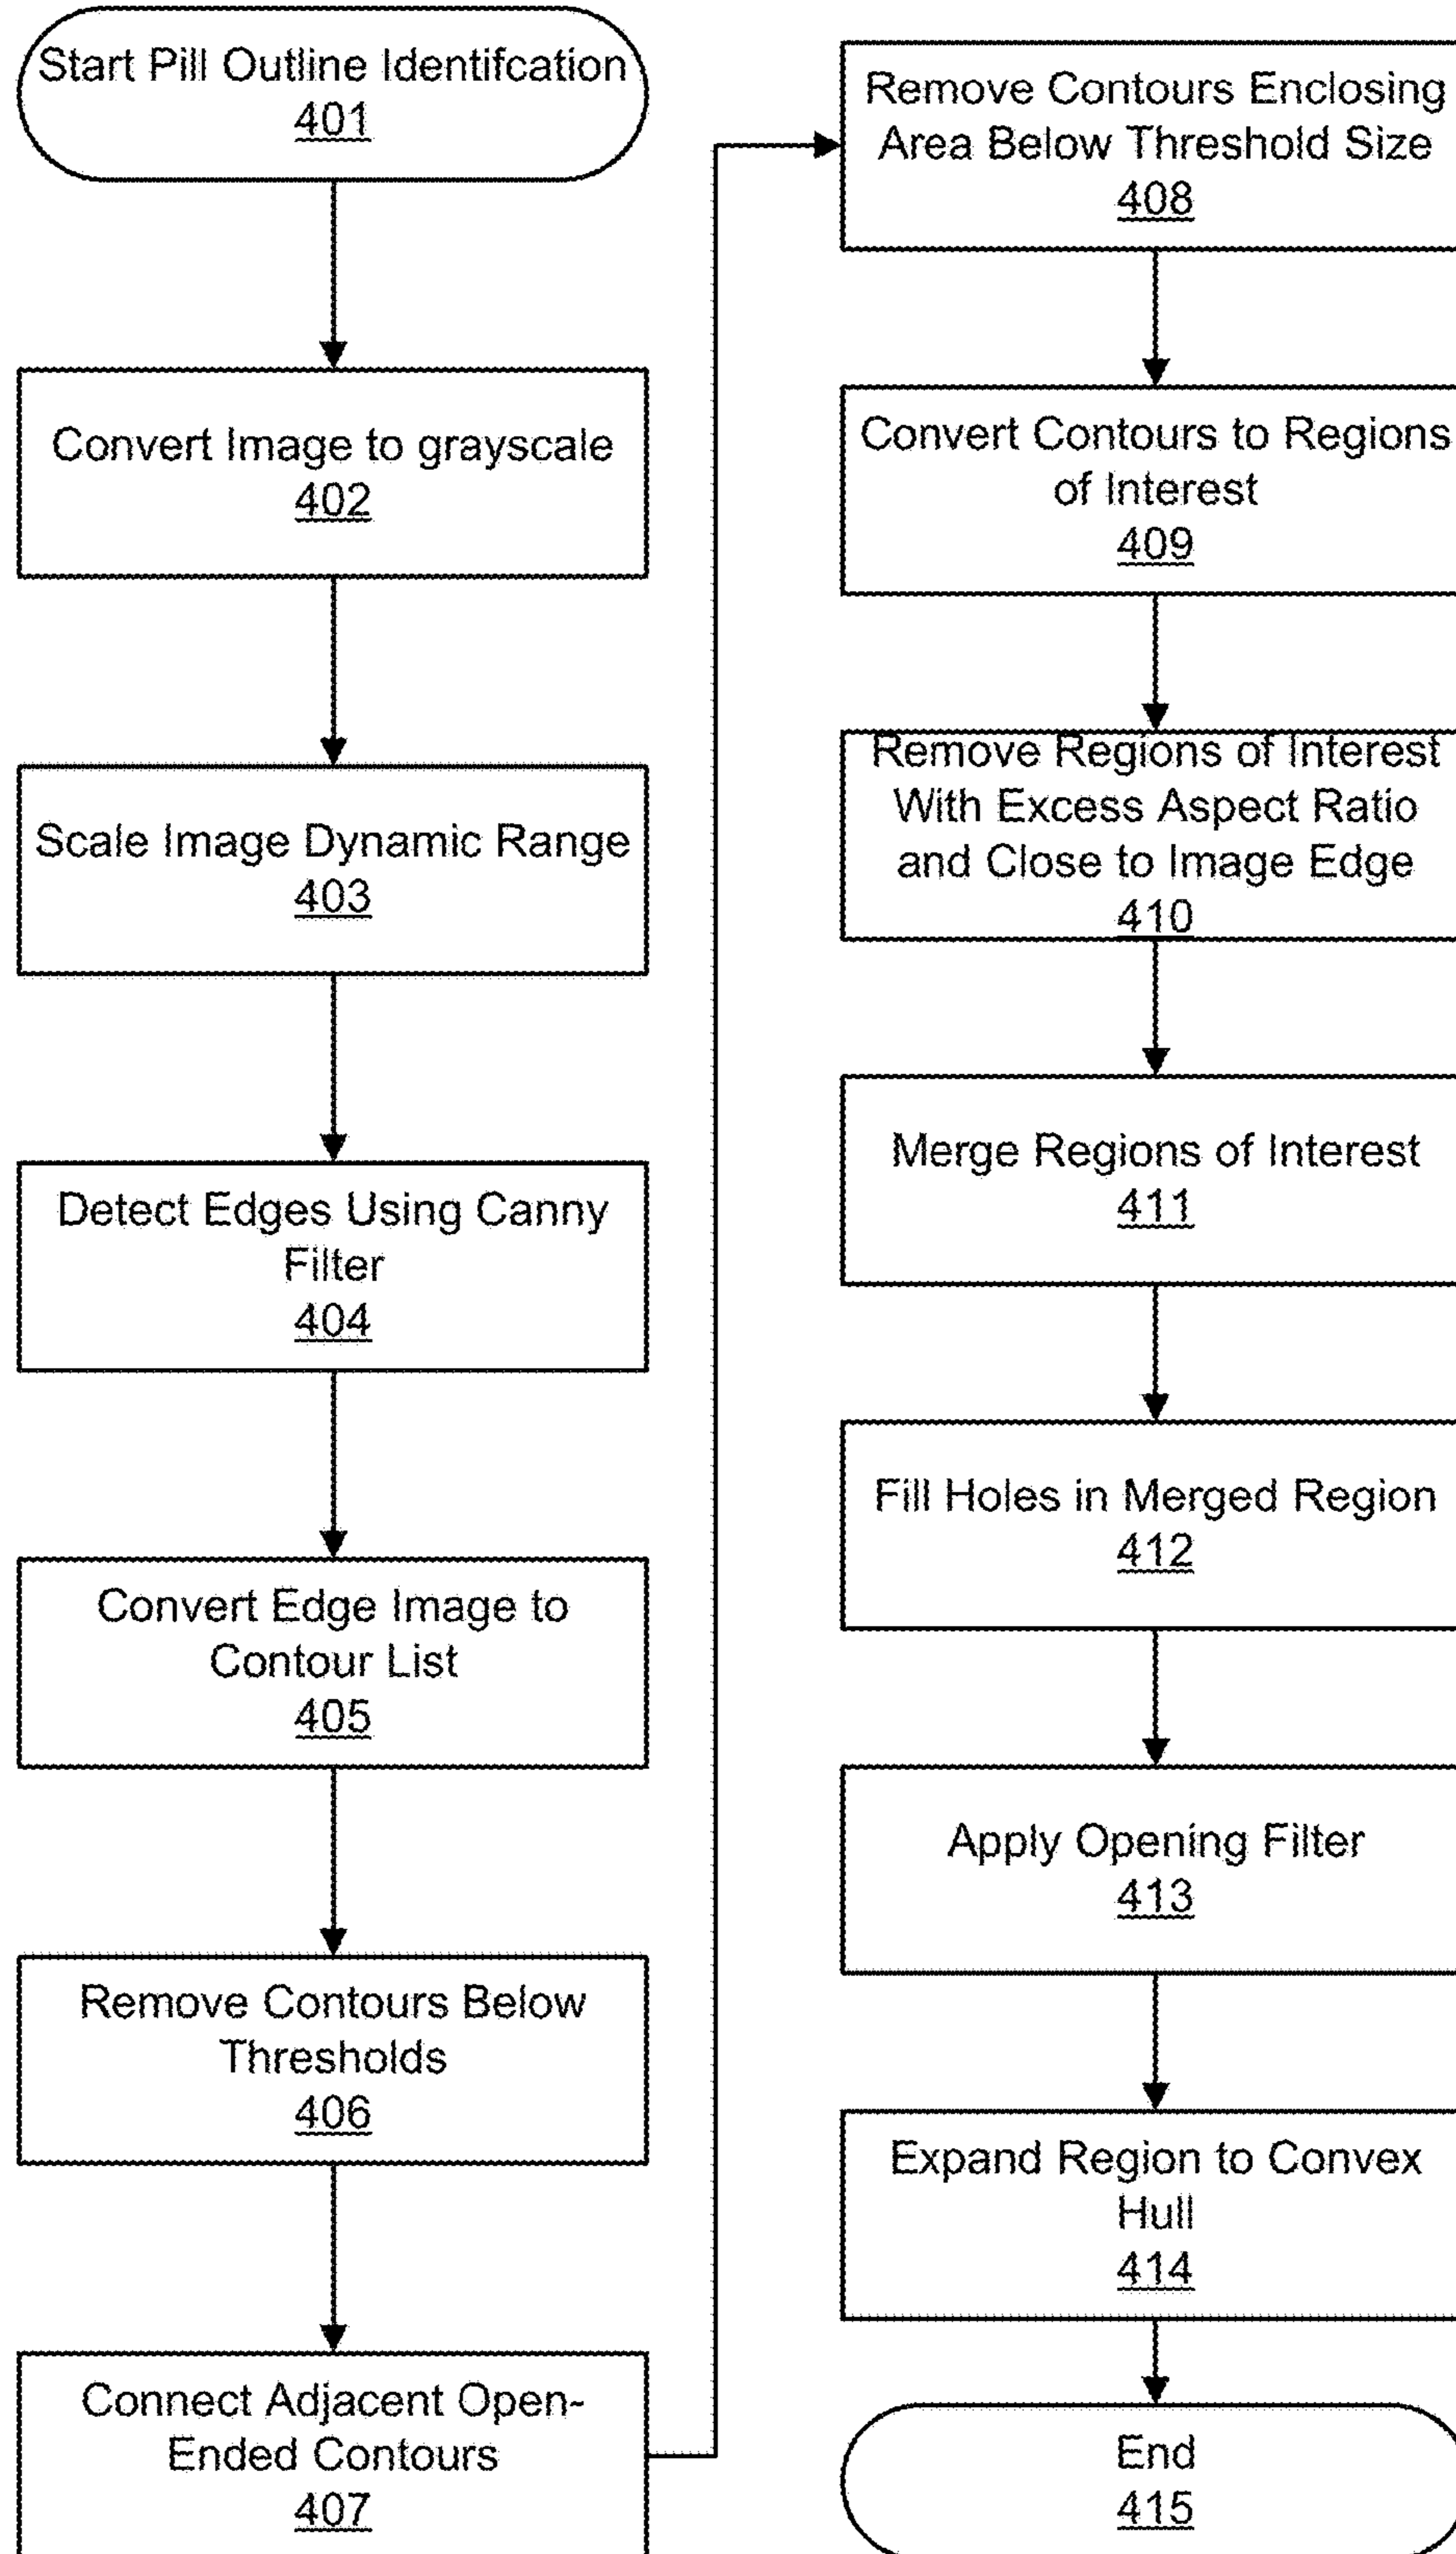 Start Pill Outline Identifcation
401
Convert Image to grayscale
402
Scale Image Dynamic Range
403
Detect Edges Using Canny
Filter
404
Convert Edge Image to
Contour List
405
Remove Contours Below
Thresholds
406
Connect Adjacent Open-
Ended Contours
407
Remove Contours Enclosing
Area Below Threshold Size
408
Convert Contours to Regions
of Interest
409
Remove Regions of Interest
With Excess Aspect Ratio
and Close to Image Edge
410
Merge Regions of Interest
411
Fill Holes in Merged Region
412
Apply Opening Filter
413
Expand Region to Convex
Hull
414
End
415